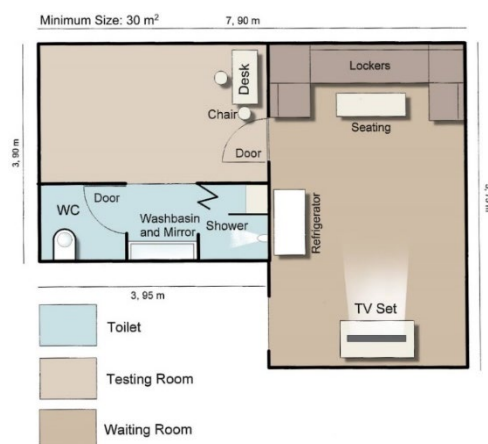 Minimum Size: 30 m²
7, 90 m
Lockers
Desk
Seating
Chair
3, 90 m
Door
Door
WC
Washbasin
and Mirror
Shower
Refrigerator
3, 95 m
TV Set
Toilet
Testing Room
Waiting Room